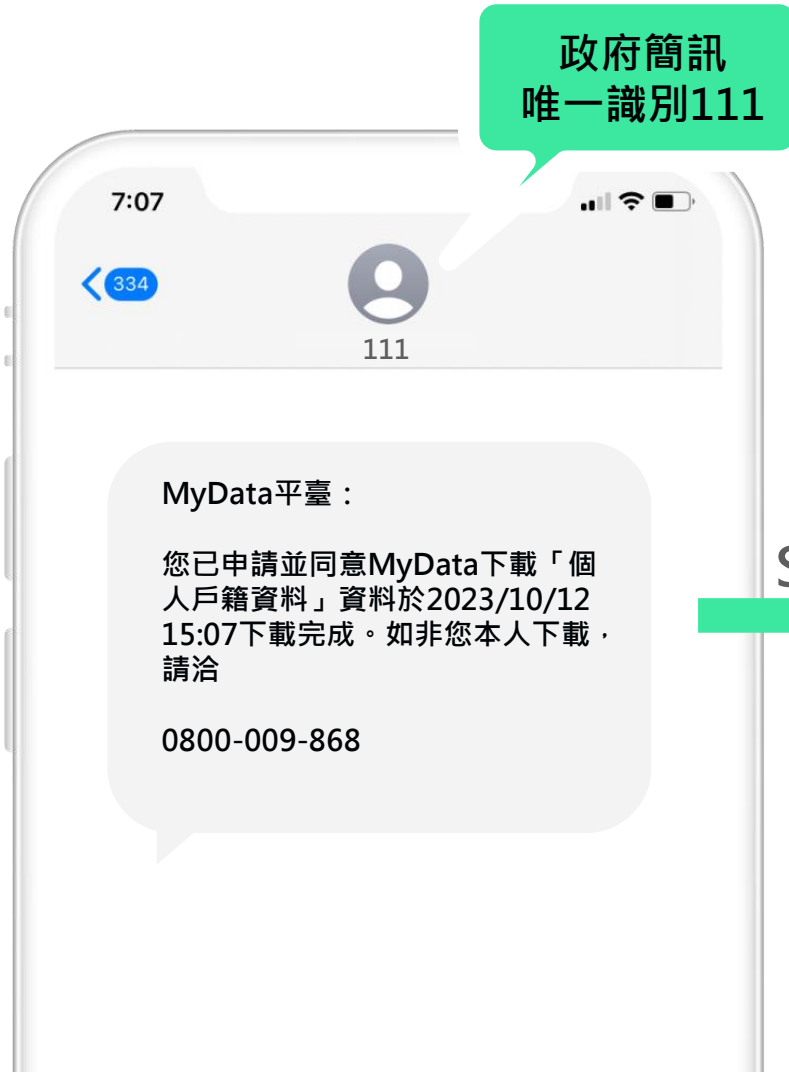 政府簡訊
唯一識別111
7:07
334
111
MyData平臺：
您已申請並同意MyData下載「個
人戶籍資料」資料於2023/10/12
15:07下載完成。如非您本人下載，
請洽
0800-009-868
S